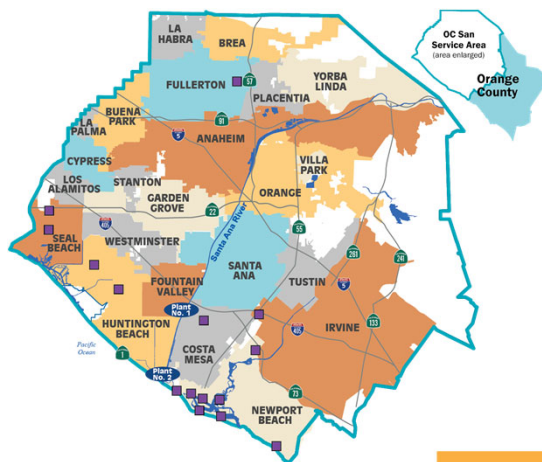 OC San
Service Area
(area enlarged)
Orange
County
LA
HABRA
BREA
FULLERTON
57
YORBA
LINDA
PLACENTIA
BUENA
PARK
LA
PALMA
91
5
ANAHEIM
CYPRESS
VILLA
PARK
LOS
ALAMITOS
STANTON
ORANGE
GARDEN
GROVE
22
405
55
Santa Ana River
SEAL
BEACH
WESTMINSTER
SANTA
ANA
TUSTIN
261
241
5
FOUNTAIN
VALLEY
Plant
No. 1
HUNTINGTON
BEACH
405
IRVINE
133
Pacific
Ocean
1
COSTA
MESA
Plant
No. 2
73
NEWPORT
BEACH